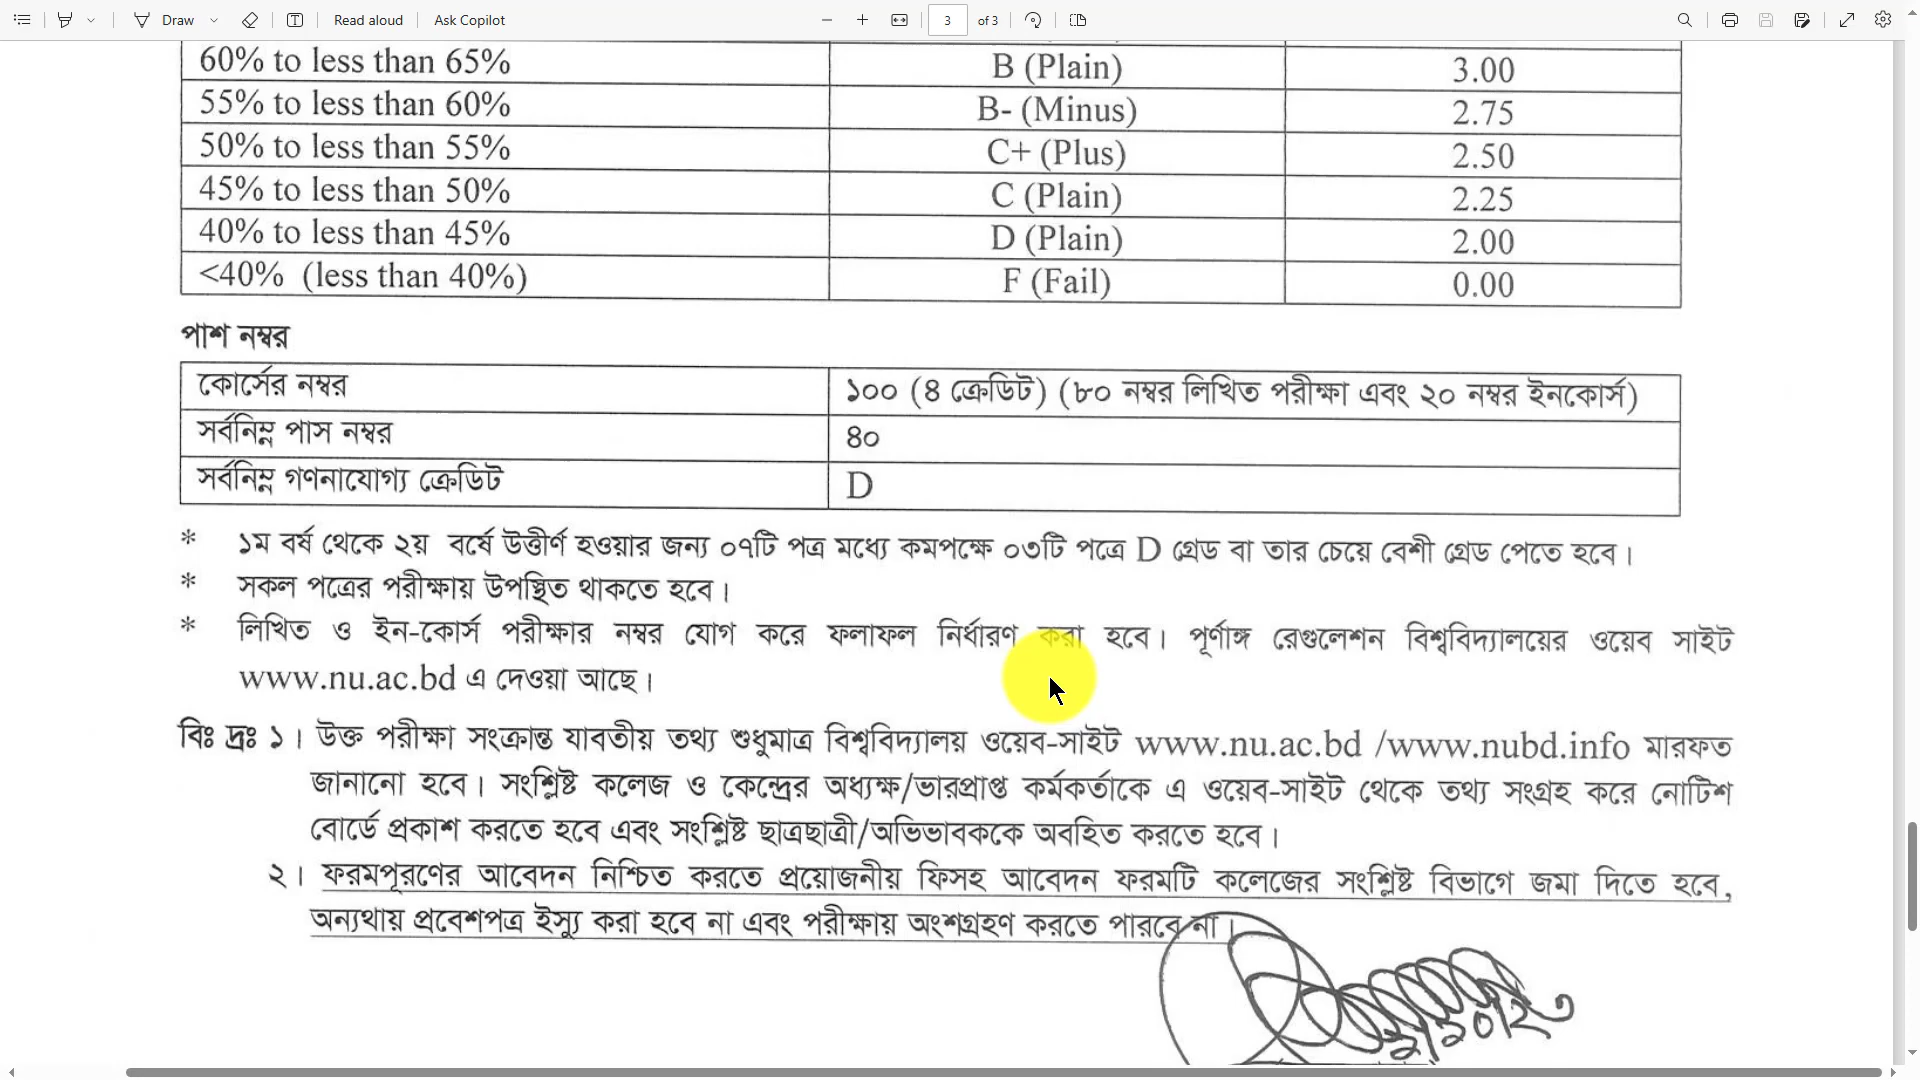 Draw
Read aloud
Ask Copilot
3 of 3
60% to less than 65% B (Plain) 3.00
55% to less than 60% B- (Minus) 2.75
50% to less than 55% C+ (Plus) 2.50
45% to less than 50% C (Plain) 2.25
40% to less than 45% D (Plain) 2.00
<40% (less than 40%) F (Fail) 0.00
পাশ নম্বর
কোর্সের নম্বর ১০০ (৪ ক্রেডিট) (৮০ নম্বর লিখিত পরীক্ষা এবং ২০ নম্বর ইনকোর্স)
সর্বনিম্ন পাস নম্বর ৪০
সর্বনিম্ন গণনাযোগ্য ক্রেডিট D
* ১ম বর্ষ থেকে ২য় বর্ষে উত্তীর্ণ হওয়ার জন্য ০৭টি পত্র মধ্যে কমপক্ষে ০৩টি পত্রে D গ্রেড বা তার চেয়ে বেশী গ্রেড পেতে হবে।
* সকল পত্রের পরীক্ষায় উপস্থিত থাকতে হবে।
* লিখিত ও ইন-কোর্স পরীক্ষার নম্বর যোগ করে ফলাফল নির্ধারণ করা হবে। পূর্ণাঙ্গ রেগুলেশন বিশ্ববিদ্যালয়ের ওয়েব সাইট
www.nu.ac.bd এ দেওয়া আছে।
বিঃ দ্রঃ ১। উক্ত পরীক্ষা সংক্রান্ত যাবতীয় তথ্য শুধুমাত্র বিশ্ববিদ্যালয় ওয়েব-সাইট www.nu.ac.bd /www.nubd.info মারফত
জানানো হবে। সংশ্লিষ্ট কলেজ ও কেন্দ্রের অধ্যক্ষ/ভারপ্রাপ্ত কর্মকর্তাকে এ ওয়েব-সাইট থেকে তথ্য সংগ্রহ করে নোটিশ
বোর্ডে প্রকাশ করতে হবে এবং সংশ্লিষ্ট ছাত্রছাত্রী/অভিভাবককে অবহিত করতে হবে।
২। ফরমপূরণের আবেদন নিশ্চিত করতে প্রয়োজনীয় ফিসহ আবেদন ফরমটি কলেজের সংশ্লিষ্ট বিভাগে জমা দিতে হবে,
অন্যথায় প্রবেশপত্র ইস্যু করা হবে না এবং পরীক্ষায় অংশগ্রহণ করতে পারবে না।